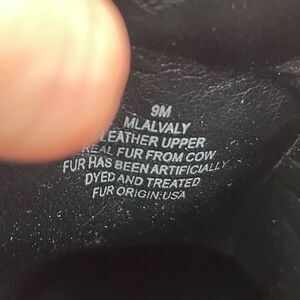 9M
MLALVALY
LEATHER UPPER
REAL FUR FROM COW
FUR HAS BEEN ARTIFICIALLY
DYED AND TREATED
FUR ORIGIN:USA